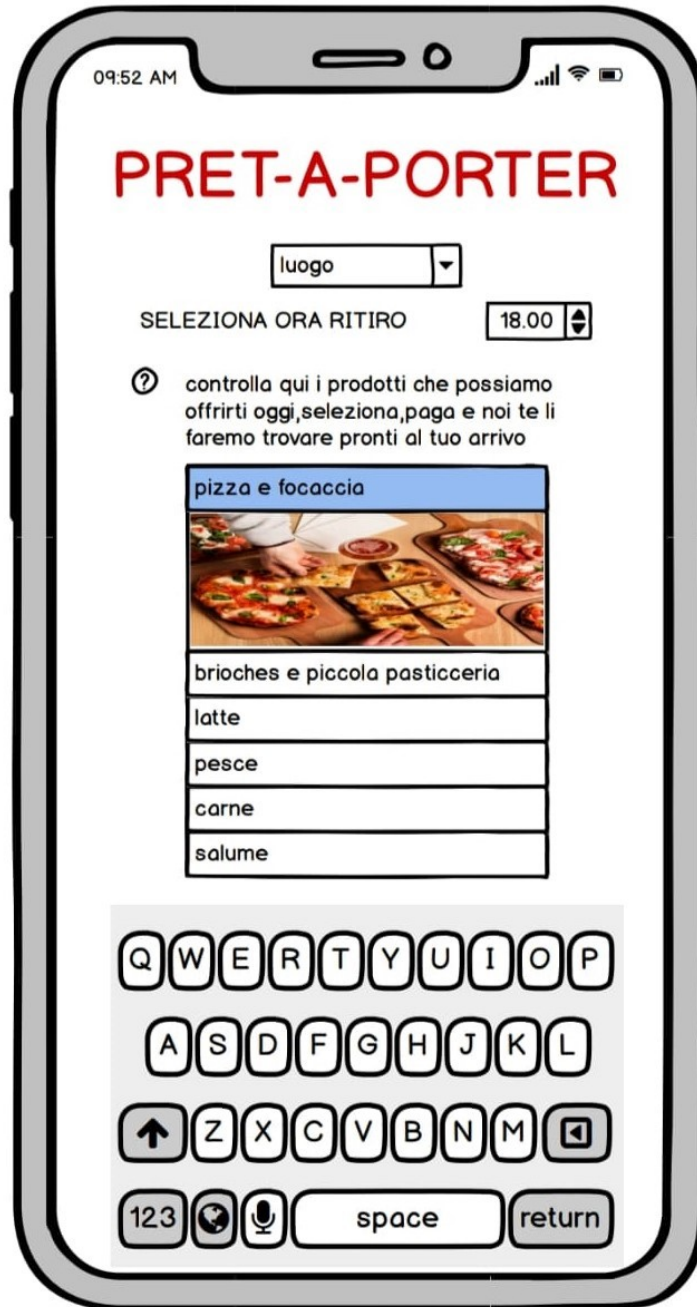 09:52 AM
PRET-A-PORTER
luogo
SELEZIONA ORA RITIRO 18.00
? controlla qui i prodotti che possiamo
offrirti oggi,seleziona,paga e noi te li
faremo trovare pronti al tuo arrivo
pizza e focaccia
brioches e piccola pasticceria
latte
pesce
carne
salume
Q W E R T Y U I O P
A S D F G H J K L
Z X C V B N M
123 space return